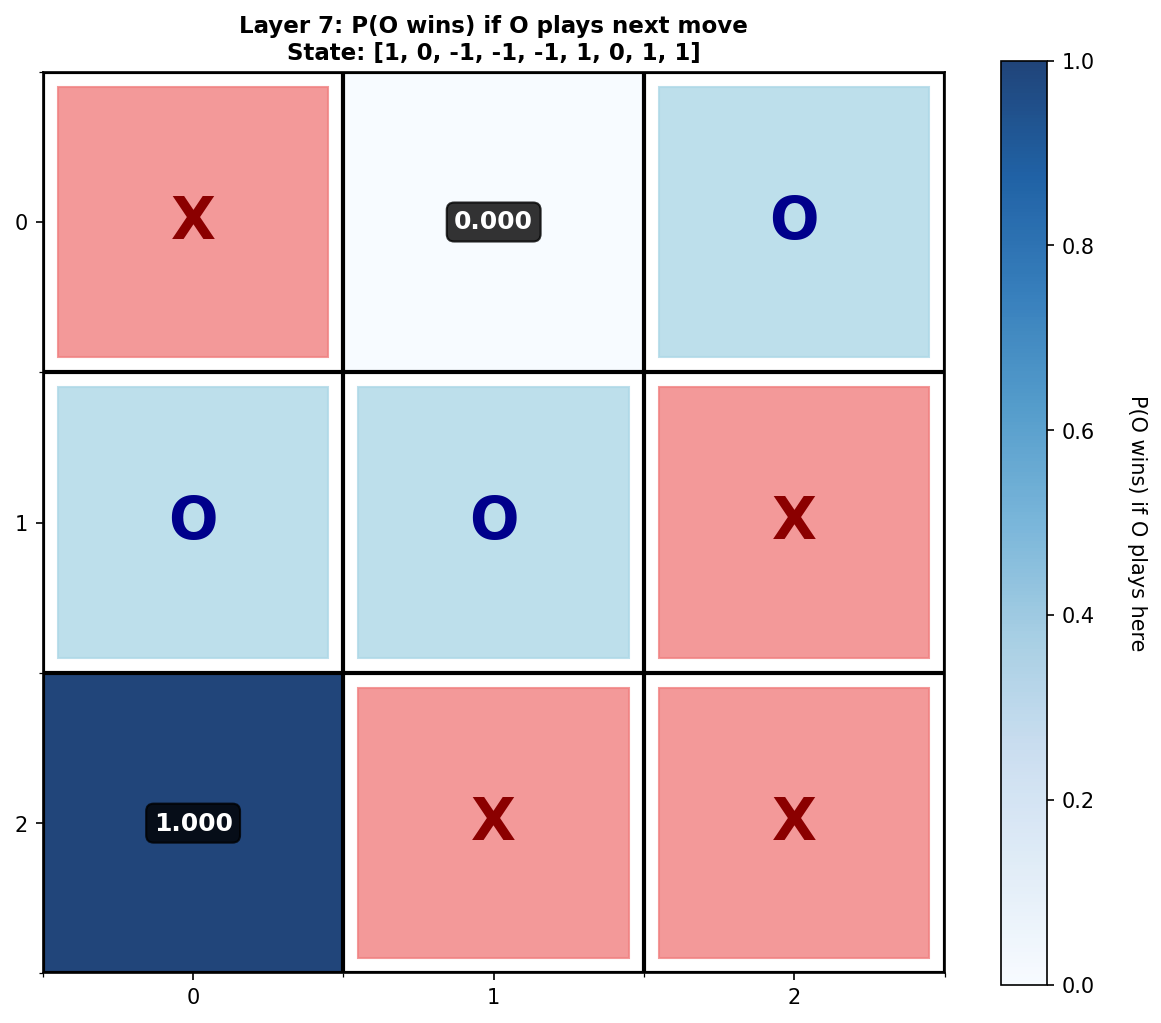 Layer 7: P(O wins) if O plays next move
State: [1, 0, -1, -1, -1, 1, 0, 1, 1]
X
0.000
O
O
O
X
1.000
X
X
0
1
2
0
1
2
1.0
0.8
0.6
0.4
0.2
0.0
P(O wins) if O plays here